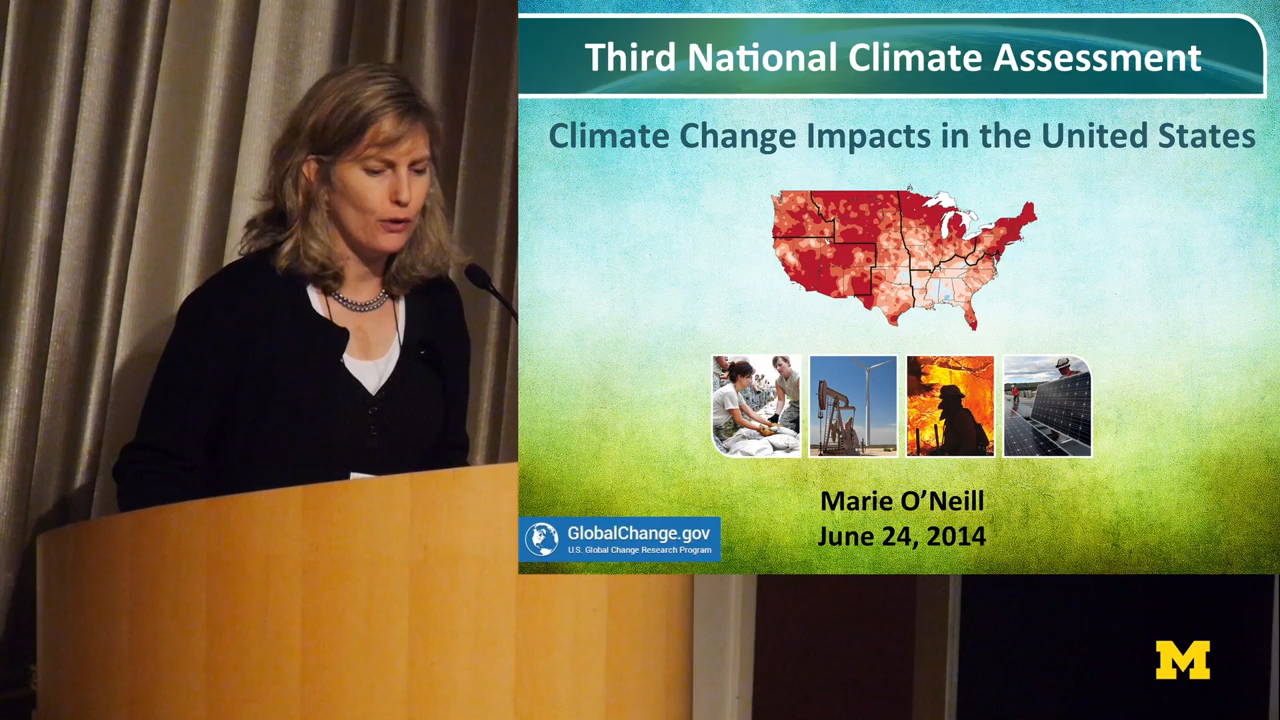 Third National Climate Assessment
Climate Change Impacts in the United States
Marie O’Neill
June 24, 2014
GlobalChange.gov
U.S. Global Change Research Program
M